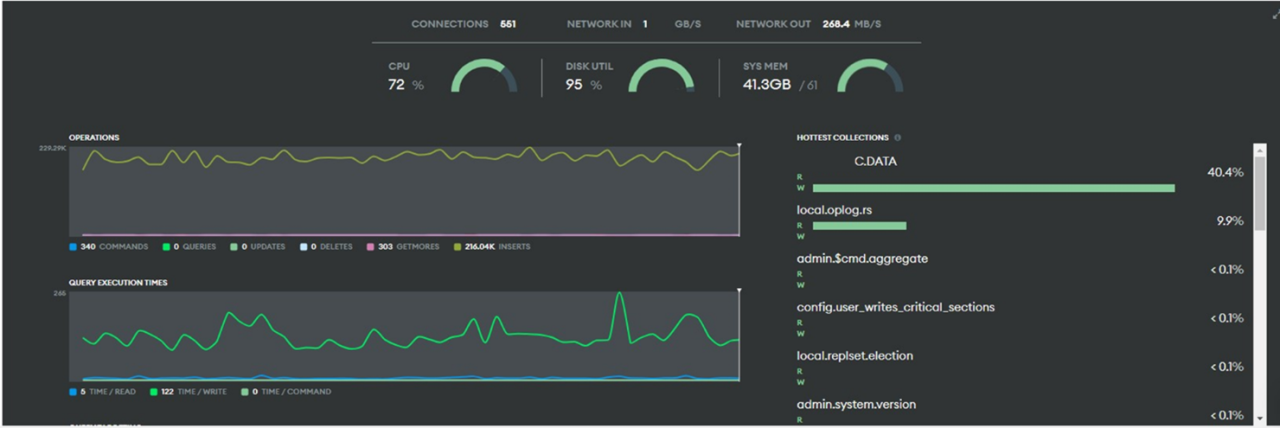 CONNECTIONS 551 NETWORK IN 1 GB/S NETWORK OUT 268.4 MB/S
CPU
72 %
DISK UTIL
95 %
SYS MEM
41.3GB / 61
OPERATIONS
229.29K
340 COMMANDS 0 QUERIES 0 UPDATES 0 DELETES 303 GETMORES 216.04K INSERTS
QUERY EXECUTION TIMES
2.65
5 TIME / READ 122 TIME / WRITE 0 TIME / COMMAND
HOTTEST COLLECTIONS
C.DATA
R
W
40.4%
local.oplog.rs
R
W
9.9%
admin.$cmd.aggregate
R
W
< 0.1%
config.user_writes_critical_sections
R
W
< 0.1%
local.replset.election
R
W
< 0.1%
admin.system.version
R
< 0.1%